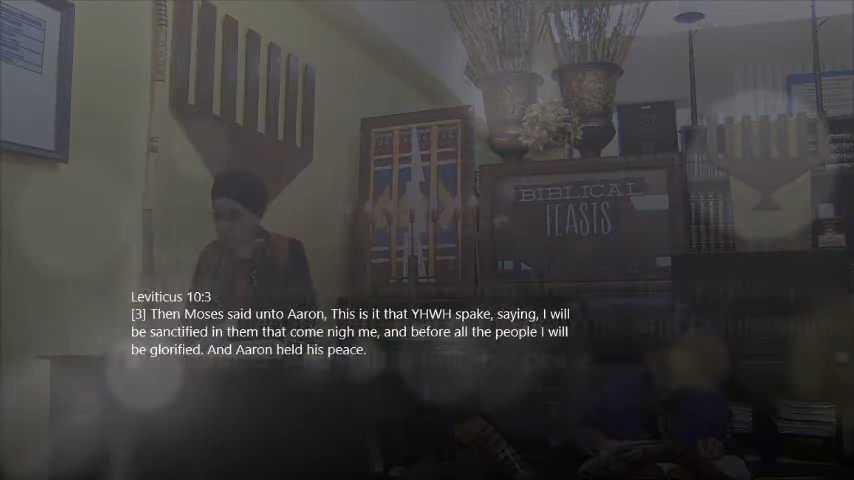 BIBLICAL
FEASTS
Leviticus 10:3
[3] Then Moses said unto Aaron, This is it that YHWH spake, saying, I will
be sanctified in them that come nigh me, and before all the people I will
be glorified. And Aaron held his peace.